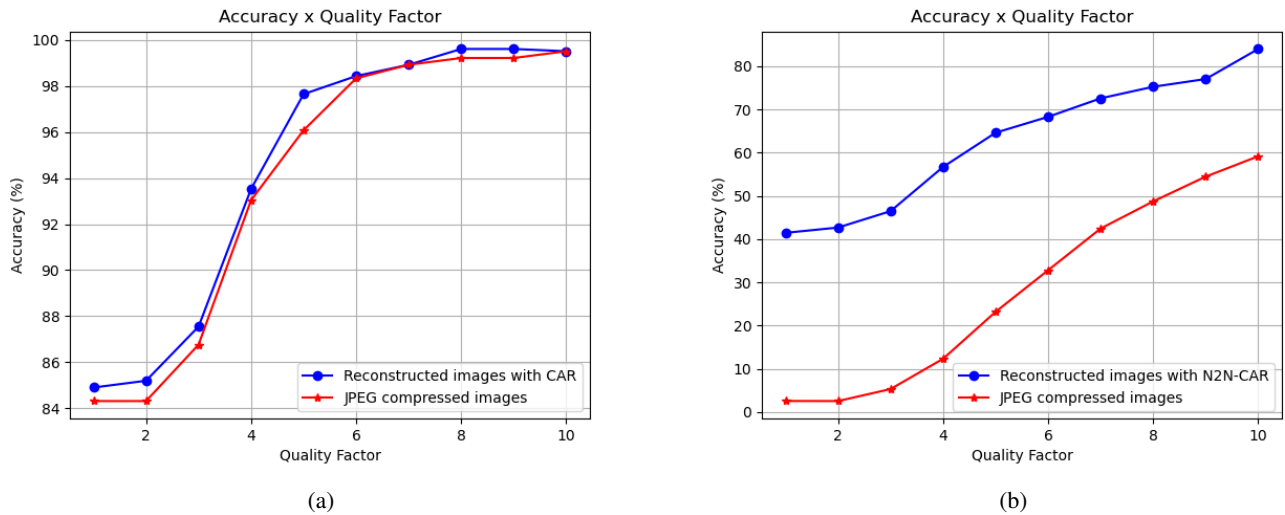 Accuracy x Quality Factor
100
98
96
94
92
90
88
86
84
Accuracy (%)
2 4 6 8 10
Quality Factor
Reconstructed images with CAR
JPEG compressed images
(a)
Accuracy x Quality Factor
80
70
60
50
40
30
20
10
0
Accuracy (%)
2 4 6 8 10
Quality Factor
Reconstructed images with N2N-CAR
JPEG compressed images
(b)